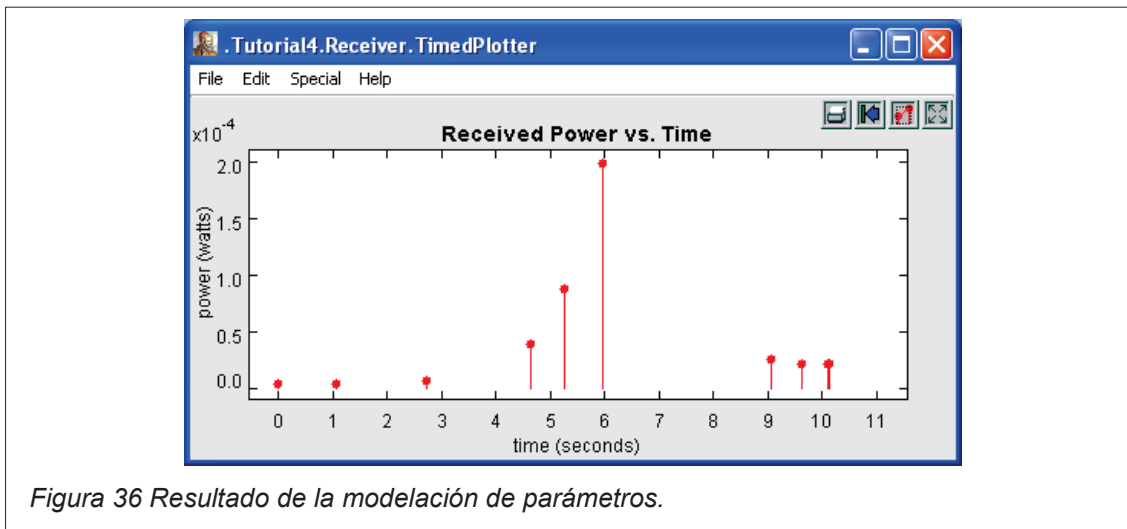 .Tutorial4.Receiver.TimedPlotter
File Edit Special Help
x10-4
Received Power vs. Time
2.0
1.5
1.0
0.5
0.0
power (watts)
0 1 2 3 4 5 6 7 8 9 10 11
time (seconds)
Figura 36 Resultado de la modelación de parámetros.